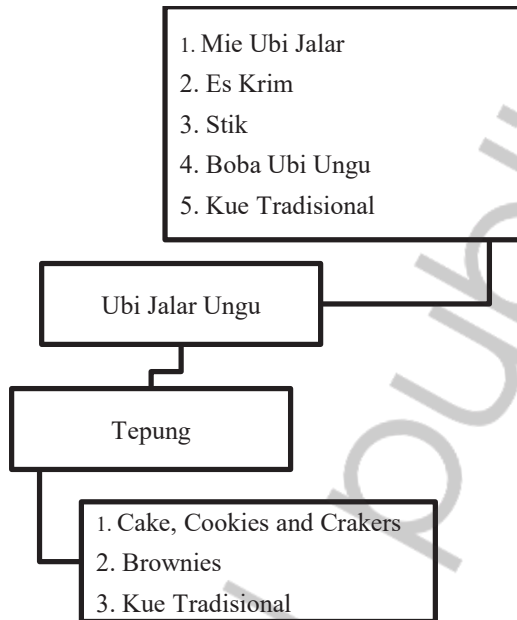 1. Mie Ubi Jalar
2. Es Krim
3. Stik
4. Boba Ubi Ungu
5. Kue Tradisional
Ubi Jalar Ungu
Tepung
1. Cake, Cookies and Crakers
2. Brownies
3. Kue Tradisional